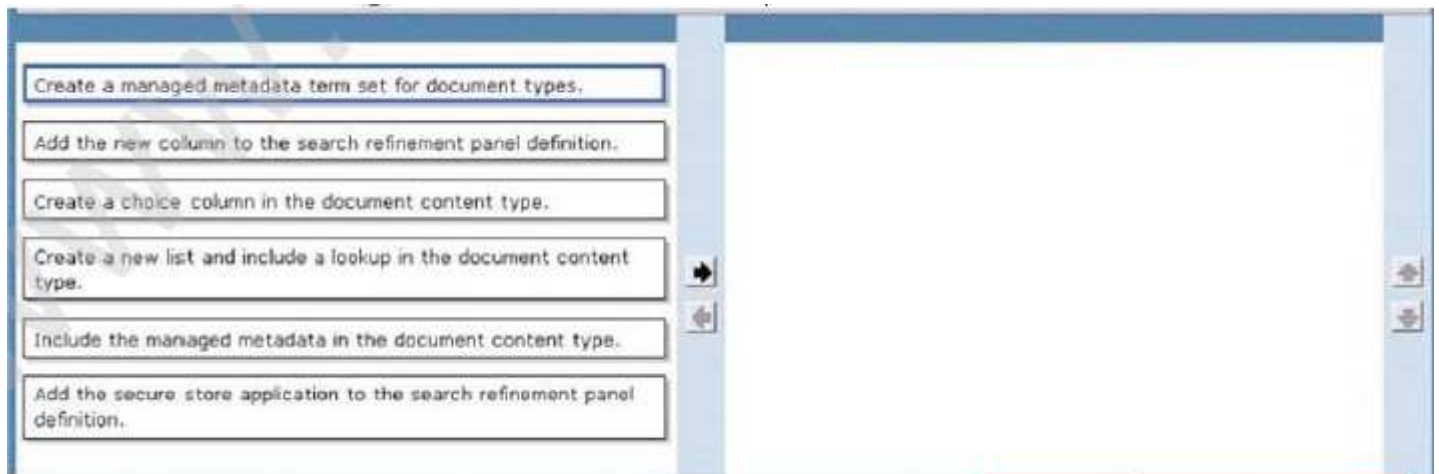 Create a managed metadata term set for document types.
Add the new column to the search refinement panel definition.
Create a choice column in the document content type.
Create a new list and include a lookup in the document content
type.
Include the managed metadata in the document content type.
Add the secure store application to the search refinement panel
definition.